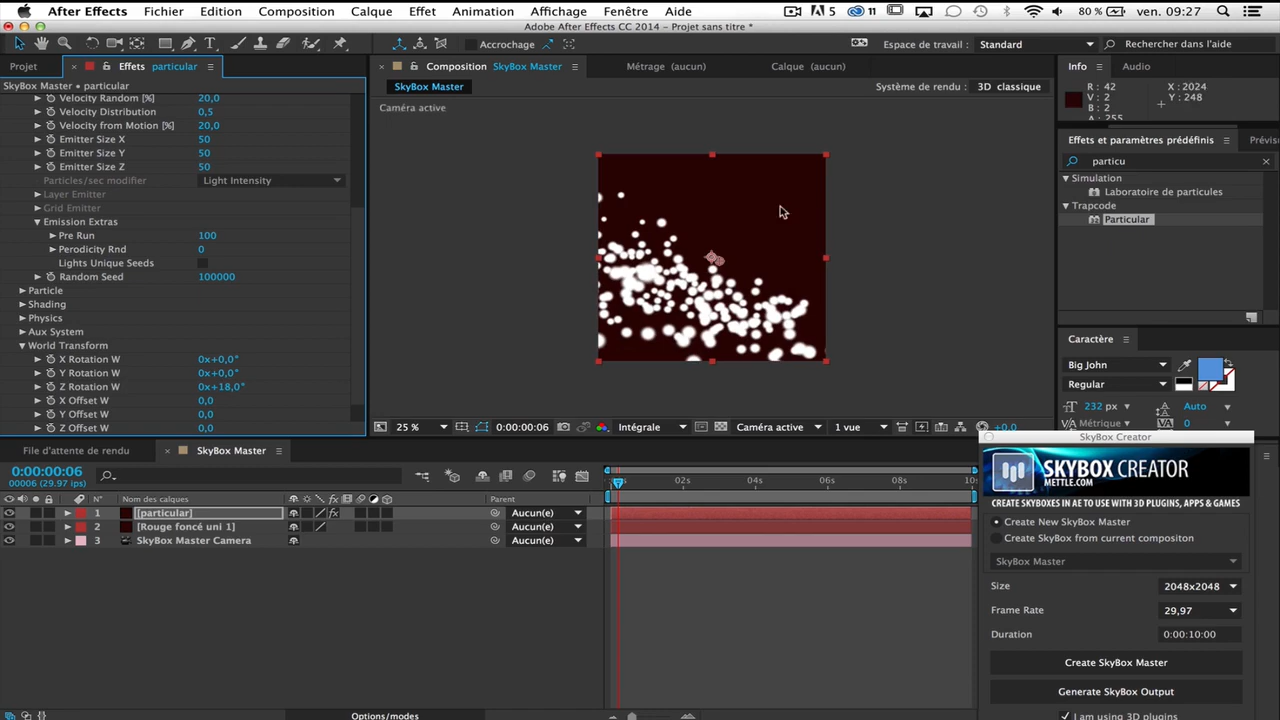 After Effects Fichier Edition Composition Calque Effet Animation Affichage Fenêtre Aide 5 11 80 % ven. 09:27
Adobe After Effects CC 2014 - Projet sans titre *
Accrochage Espace de travail : Standard Rechercher dans l'aide
Projet × Effets particular
SkyBox Master • particular
Velocity Random [%] 20,0
Velocity Distribution 0,5
Velocity from Motion [%] 20,0
Emitter Size X 50
Emitter Size Y 50
Emitter Size Z 50
Particles/sec modifier Light Intensity
Layer Emitter
Grid Emitter
Emission Extras
Pre Run 100
Perodicity Rnd 0
Lights Unique Seeds
Random Seed 100000
Particle
Shading
Physics
Aux System
World Transform
X Rotation W 0x+0,0°
Y Rotation W 0x+0,0°
Z Rotation W 0x+18,0°
X Offset W 0,0
Y Offset W 0,0
Z Offset W 0,0
× Composition SkyBox Master Métrage (aucun) Calque (aucun)
SkyBox Master Système de rendu : 3D classique
Caméra active
25 % 0:00:00:06 Intégrale Caméra active 1 vue +0,0
Info Audio
R : 42
V : 2
B : 2
A : 255
X : 2024
Y : 248
Effets et paramètres prédéfinis Prévis
particu ×
Simulation
Laboratoire de particules
Trapcode
Particular
Caractère
Big John
Regular
232 px Auto
Métrique 0
File d'attente de rendu × SkyBox Master
0:00:00:06
00006 (29.97 ips)
N° Nom des calques Parent
1 [particular] Aucun(e)
2 [Rouge foncé uni 1] Aucun(e)
3 SkyBox Master Camera Aucun(e)
02s 04s 06s 08s 10s
Options/modes
SkyBox Creator
SKYBOX CREATOR
METTLE.COM
CREATE SKYBOXES IN AE TO USE WITH 3D PLUGINS, APPS & GAMES
Create New SkyBox Master
Create SkyBox from current compositon
SkyBox Master
Size 2048x2048
Frame Rate 29,97
Duration 0:00:10:00
Create SkyBox Master
Generate SkyBox Output
I am using 3D plugins